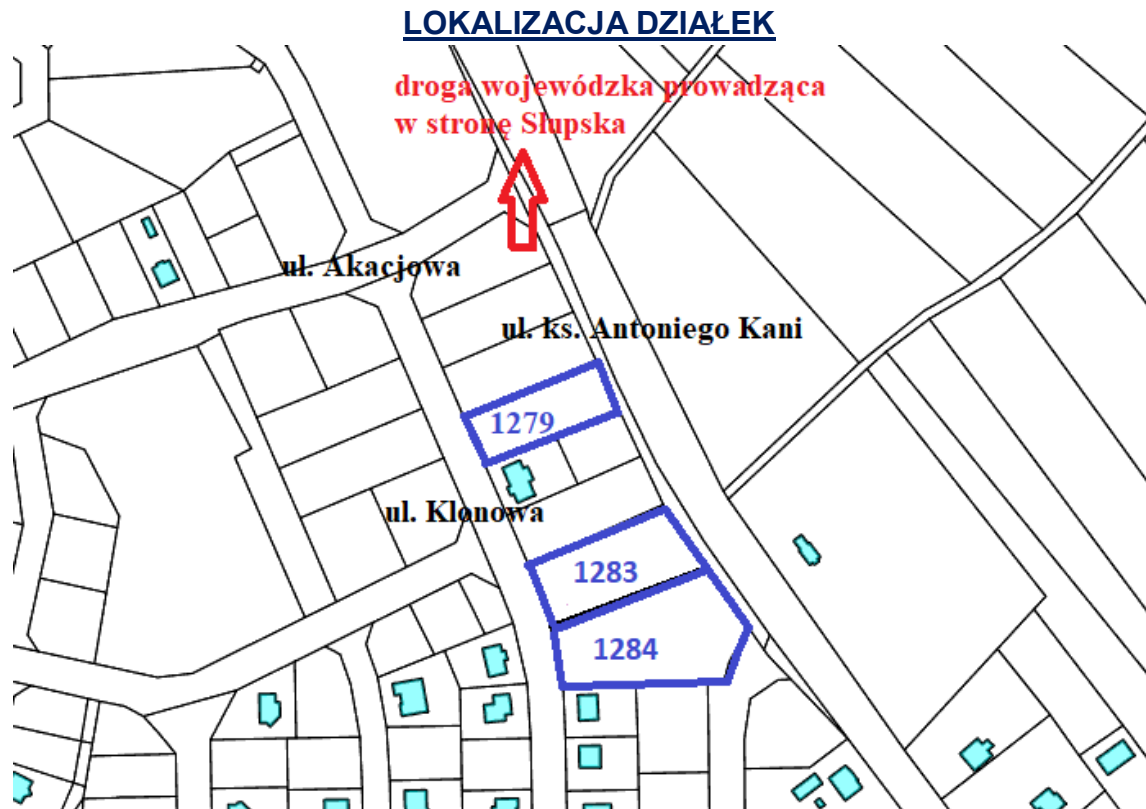 LOKALIZACJA DZIAŁEK
droga wojewódzka prowadząca
w stronę Słupska
ul. Akacjowa
ul. ks. Antoniego Kani
1279
ul. Klonowa
1283
1284